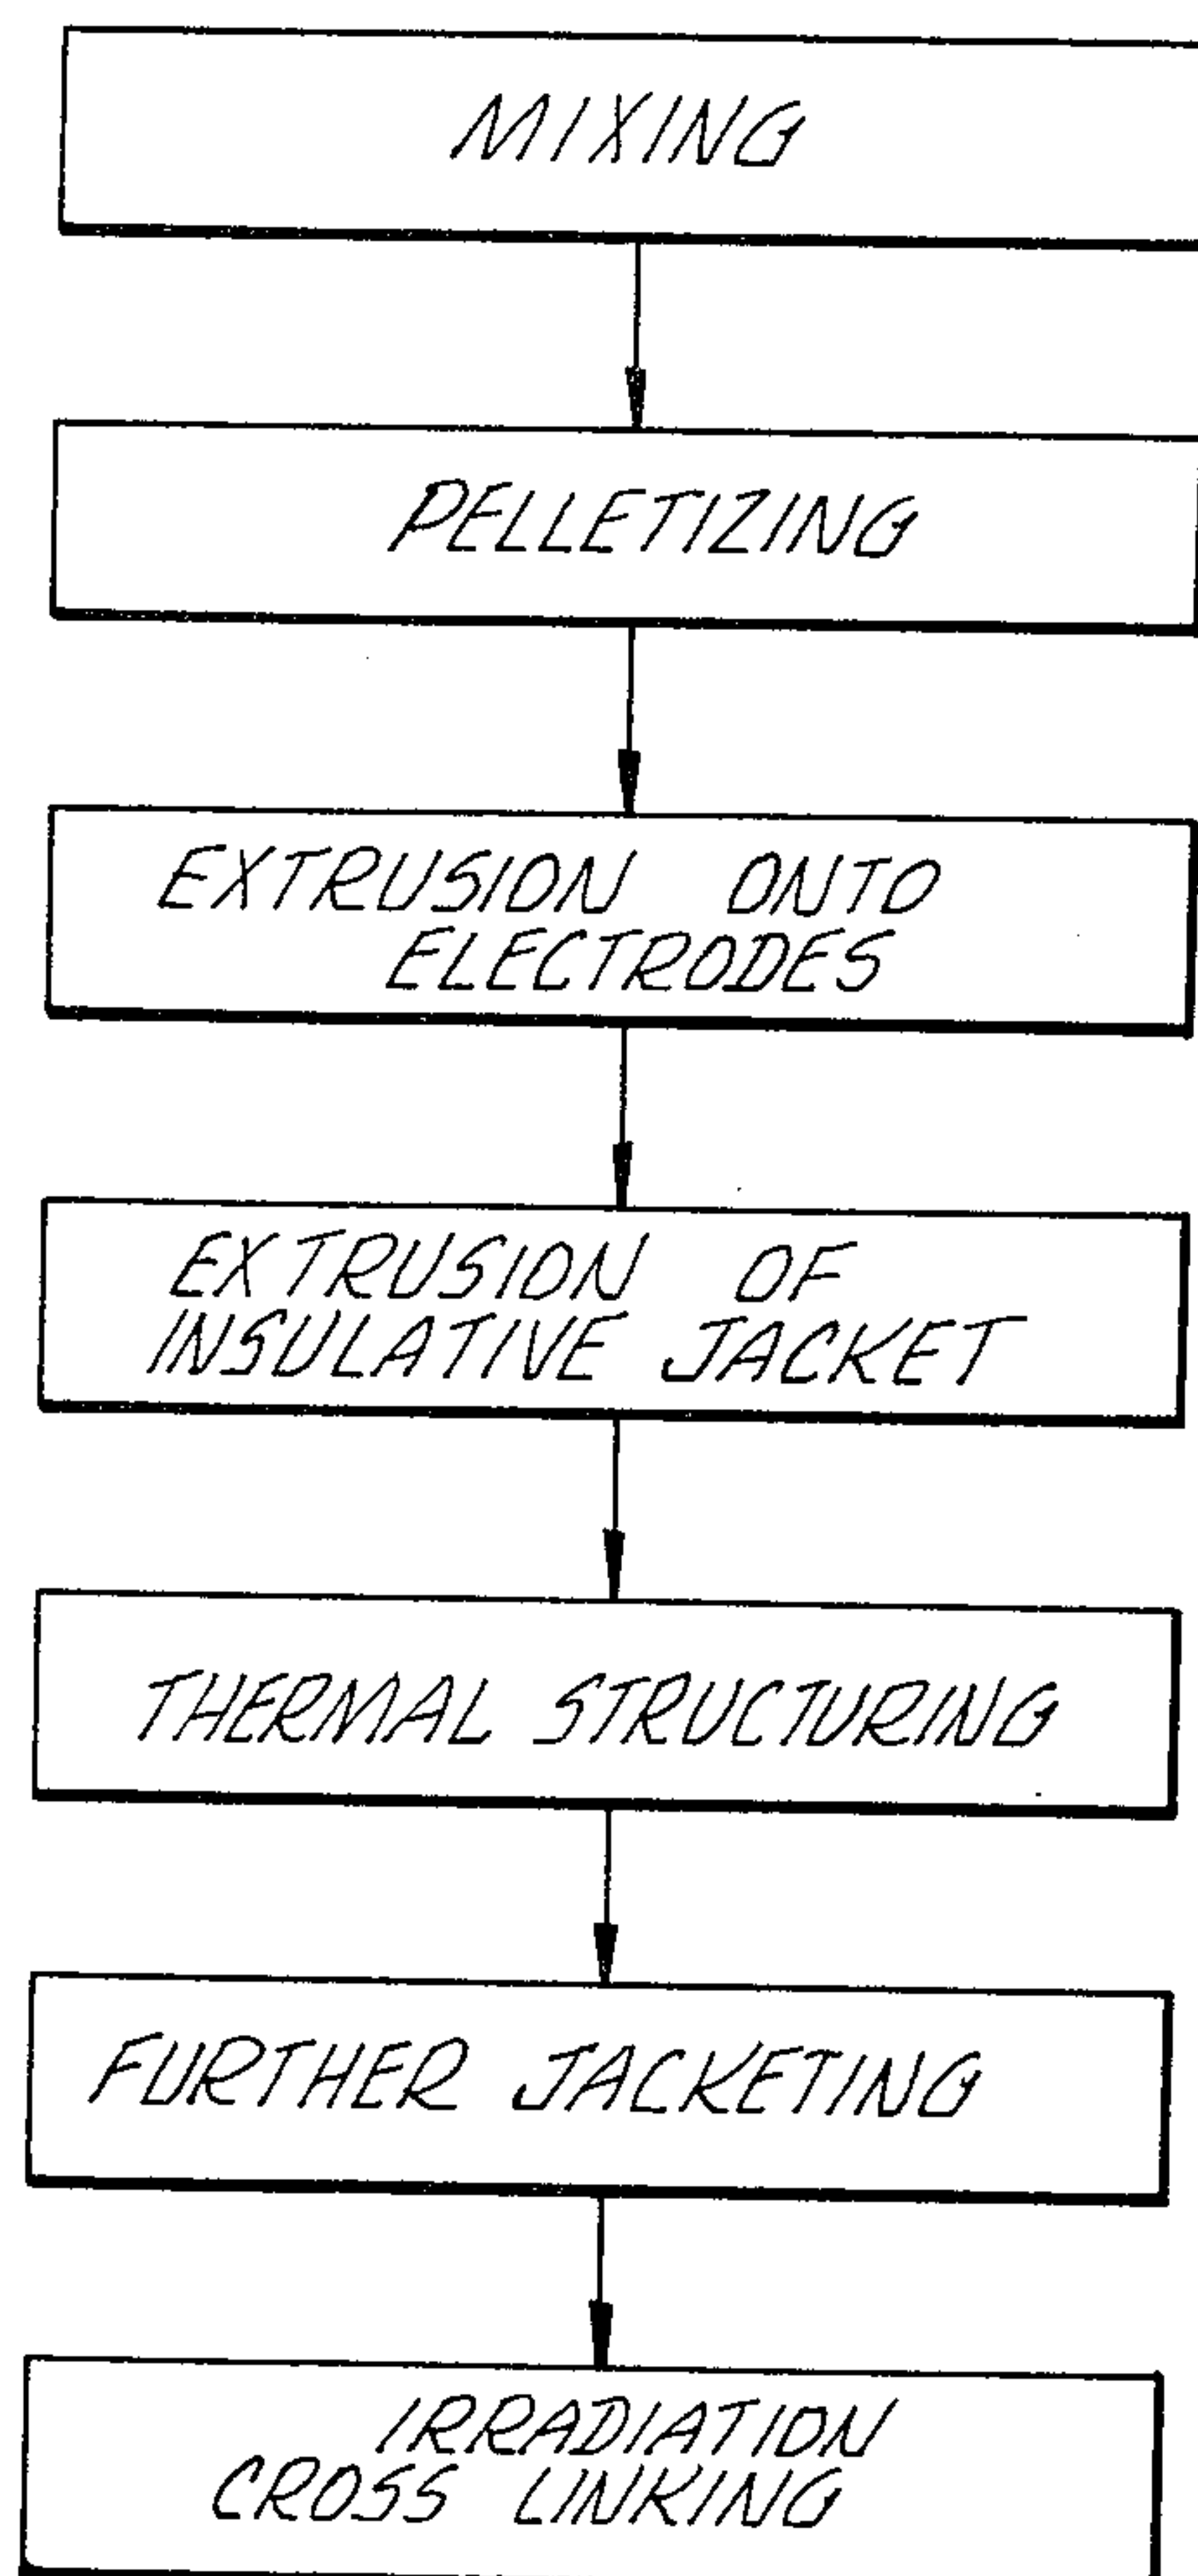 MIXING
PELLETIZING
EXTRUSION ONTO
ELECTRODES
EXTRUSION OF
INSULATIVE JACKET
THERMAL STRUCTURING
FURTHER JACKETING
IRRADIATION
CROSS LINKING